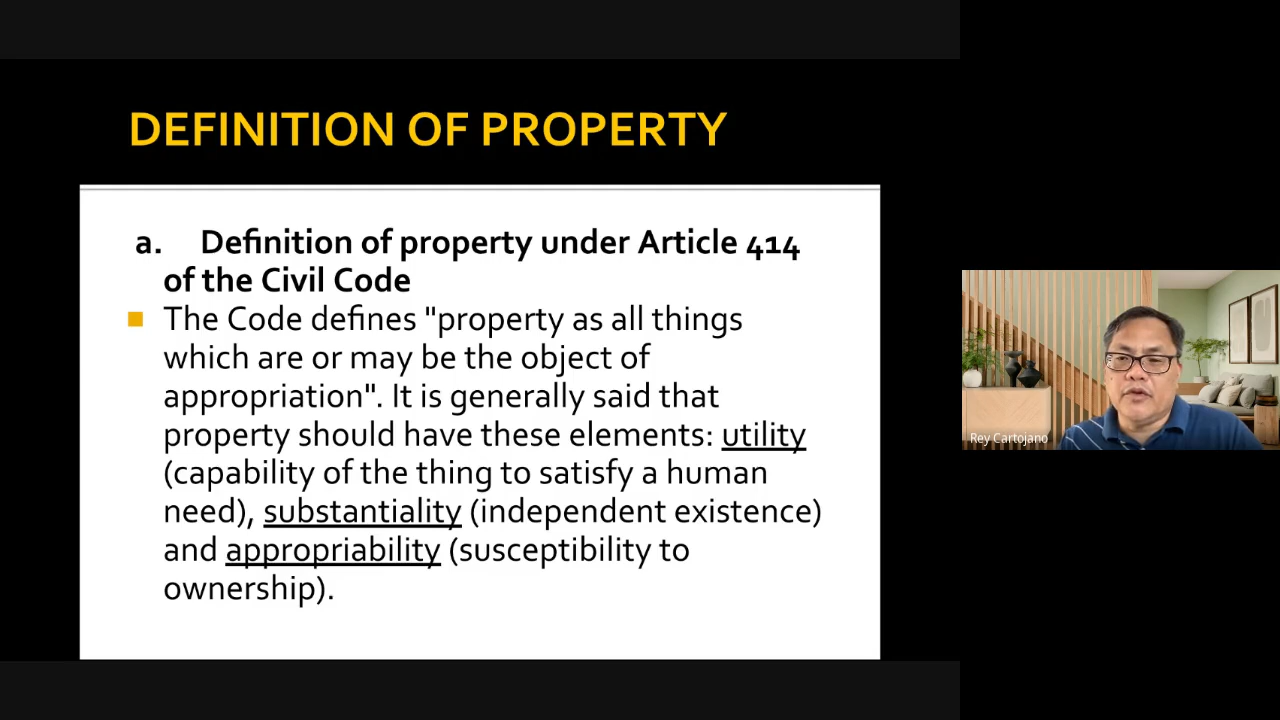 DEFINITION OF PROPERTY
a. Definition of property under Article 414
of the Civil Code
The Code defines "property as all things
which are or may be the object of
appropriation". It is generally said that
property should have these elements: utility
(capability of the thing to satisfy a human
need), substantiality (independent existence)
and appropriability (susceptibility to
ownership).
Rey Cartojano